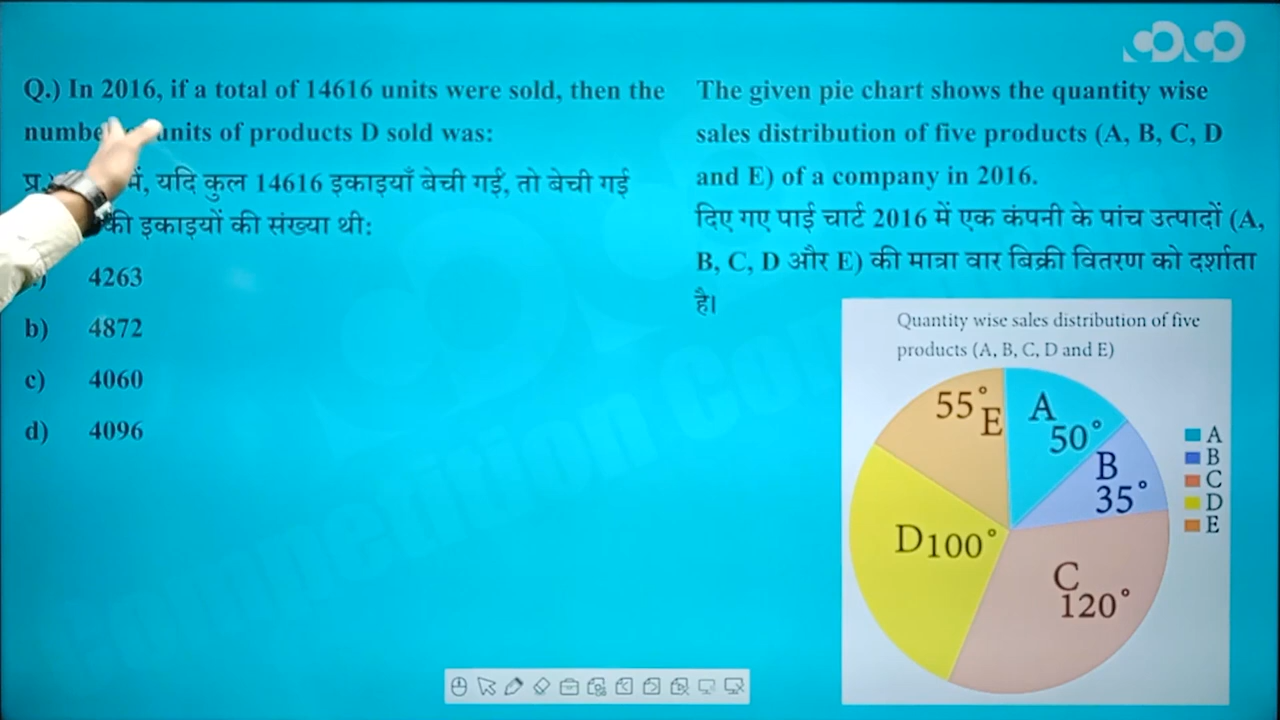 Q.) In 2016, if a total of 14616 units were sold, then the
units of products D sold was:
में, यदि कुल 14616 इकाइयाँ बेची गईं, तो बेची गई
की इकाइयों की संख्या थी:
4263
b) 4872
c) 4060
d) 4096
The given pie chart shows the quantity wise
sales distribution of five products (A, B, C, D
and E) of a company in 2016.
दिए गए पाई चार्ट 2016 में एक कंपनी के पांच उत्पादों (A,
B, C, D और E) की मात्रा वार बिक्री वितरण को दर्शाता
है।
Quantity wise sales distribution of five
products (A, B, C, D and E)
55° E
A 50°
B 35°
D100°
C 120°
A
B
C
D
E